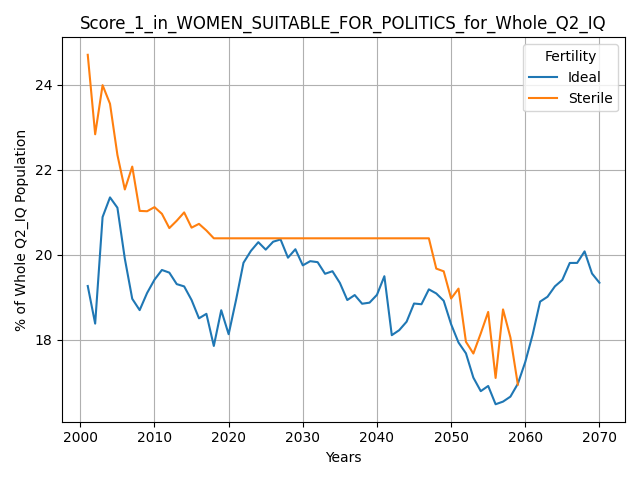 Score_1_in_WOMEN_SUITABLE_FOR_POLITICS_for_Whole_Q2_IQ
Fertility
Ideal
Sterile
% of Whole Q2_IQ Population
24
22
20
18
2000 2010 2020 2030 2040 2050 2060 2070
Years